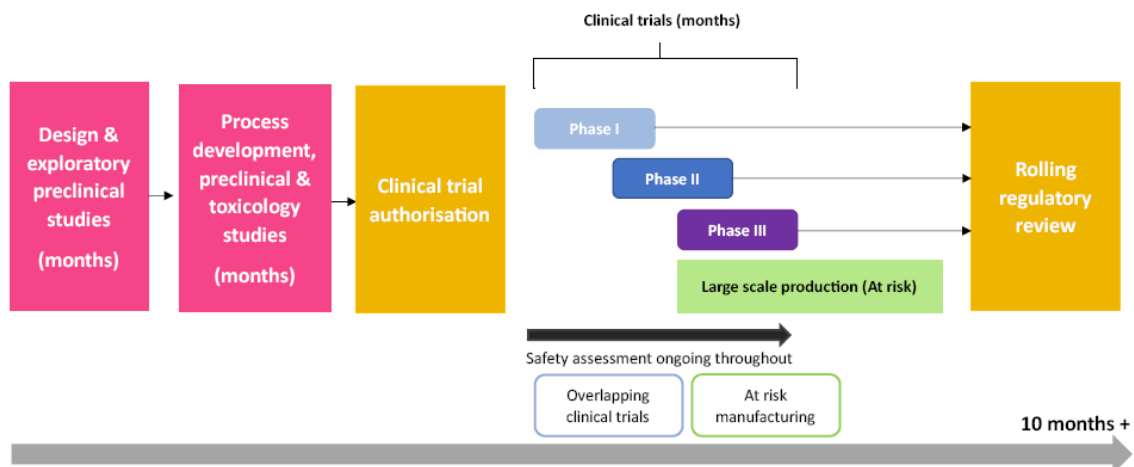 Clinical trials (months)
Design &
exploratory
preclinical
studies
(months)
Process
development,
preclinical &
toxicology
studies
(months)
Clinical trial
authorisation
Phase I
Phase II
Phase III
Large scale production (At risk)
Rolling
regulatory
review
Safety assessment ongoing throughout
Overlapping
clinical trials
At risk
manufacturing
10 months +